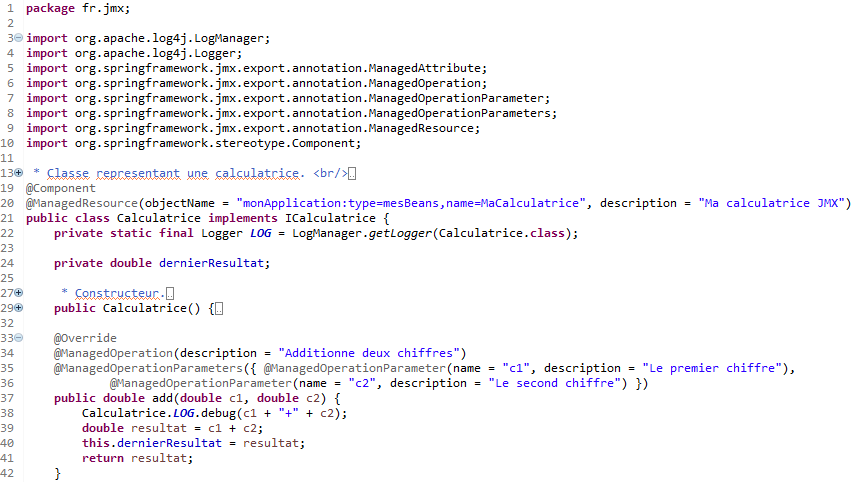 1 package fr.jmx;
2
3 import org.apache.log4j.LogManager;
4 import org.apache.log4j.Logger;
5 import org.springframework.jmx.export.annotation.ManagedAttribute;
6 import org.springframework.jmx.export.annotation.ManagedOperation;
7 import org.springframework.jmx.export.annotation.ManagedOperationParameter;
8 import org.springframework.jmx.export.annotation.ManagedOperationParameters;
9 import org.springframework.jmx.export.annotation.ManagedResource;
10 import org.springframework.stereotype.Component;
11
13 * Classe representant une calculatrice. <br/>
19 @Component
20 @ManagedResource(objectName = "monApplication:type=mesBeans,name=MaCalculatrice", description = "Ma calculatrice JMX")
21 public class Calculatrice implements ICalculatrice {
22 private static final Logger LOG = LogManager.getLogger(Calculatrice.class);
23
24 private double dernierResultat;
25
27 * Constructeur.
29 public Calculatrice() {
32
33 @Override
34 @ManagedOperation(description = "Additionne deux chiffres")
35 @ManagedOperationParameters({ @ManagedOperationParameter(name = "c1", description = "Le premier chiffre"),
36 @ManagedOperationParameter(name = "c2", description = "Le second chiffre") })
37 public double add(double c1, double c2) {
38 Calculatrice.LOG.debug(c1 + "+" + c2);
39 double resultat = c1 + c2;
40 this.dernierResultat = resultat;
41 return resultat;
42 }